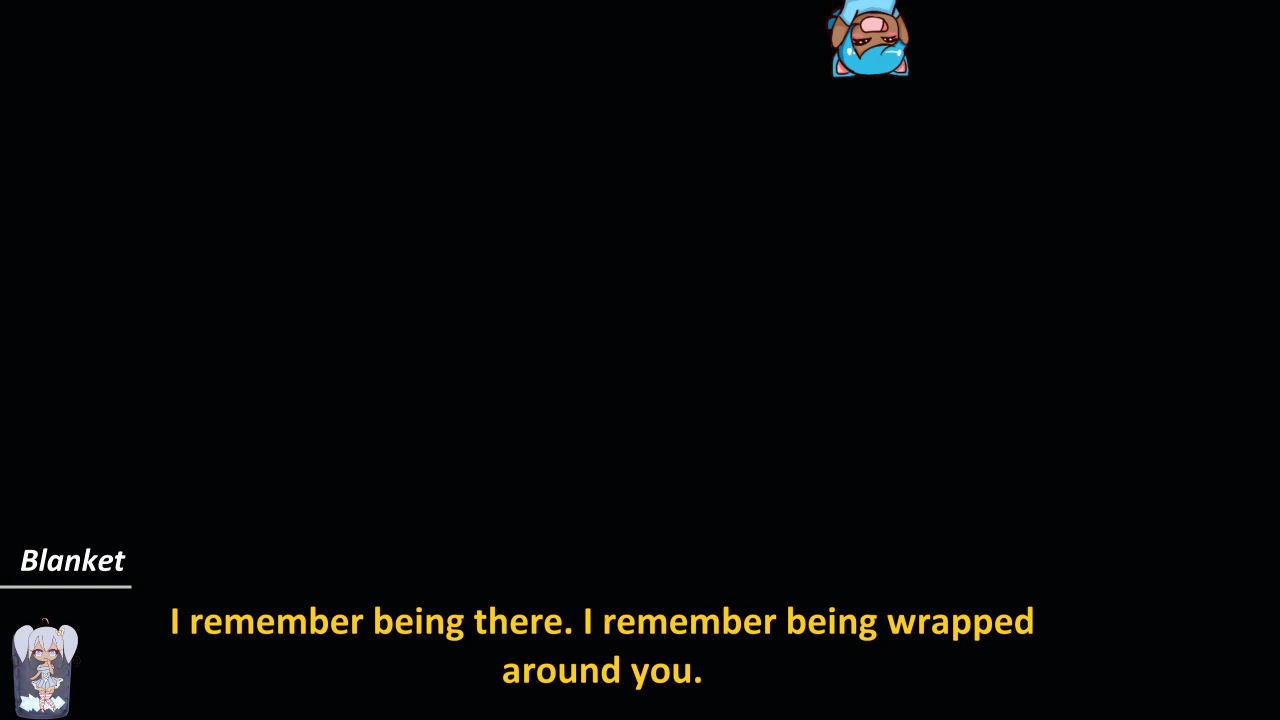 Blanket
I remember being there. I remember being wrapped
around you.